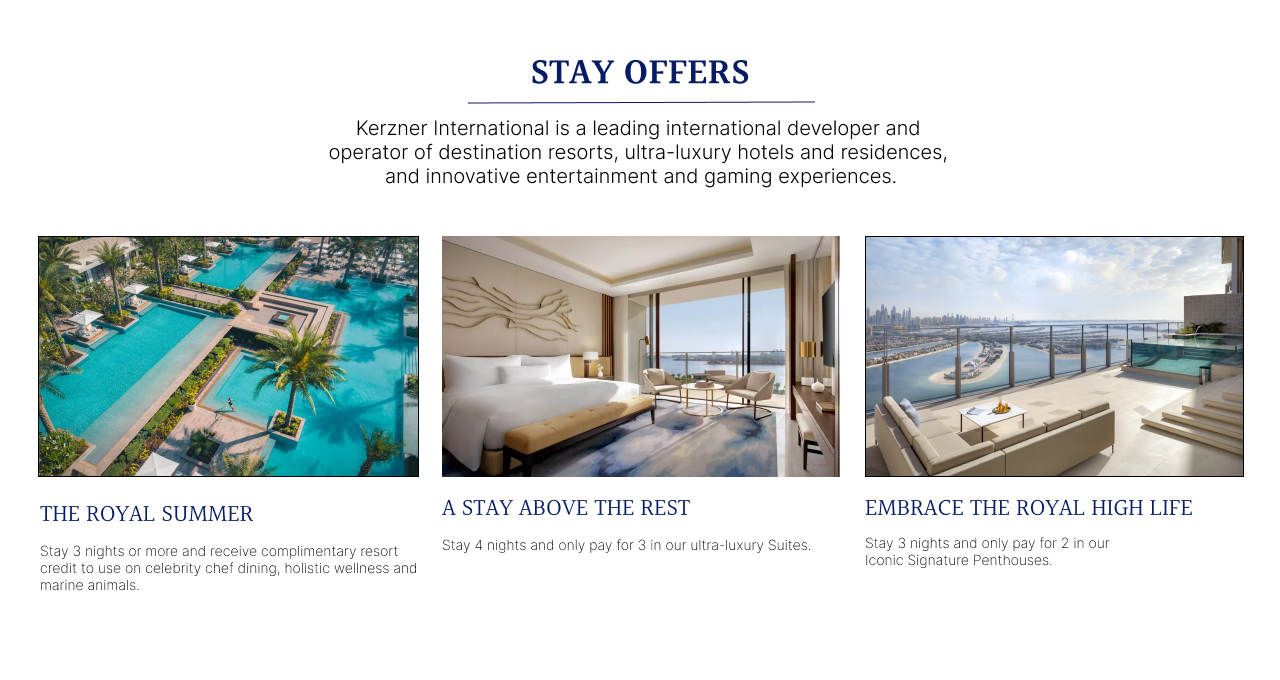 STAY OFFERS
Kerzner International is a leading international developer and
operator of destination resorts, ultra-luxury hotels and residences,
and innovative entertainment and gaming experiences.
THE ROYAL SUMMER
Stay 3 nights or more and receive complimentary resort
credit to use on celebrity chef dining, holistic wellness and
marine animals.
A STAY ABOVE THE REST
Stay 4 nights and only pay for 3 in our ultra-luxury Suites.
EMBRACE THE ROYAL HIGH LIFE
Stay 3 nights and only pay for 2 in our
Iconic Signature Penthouses.